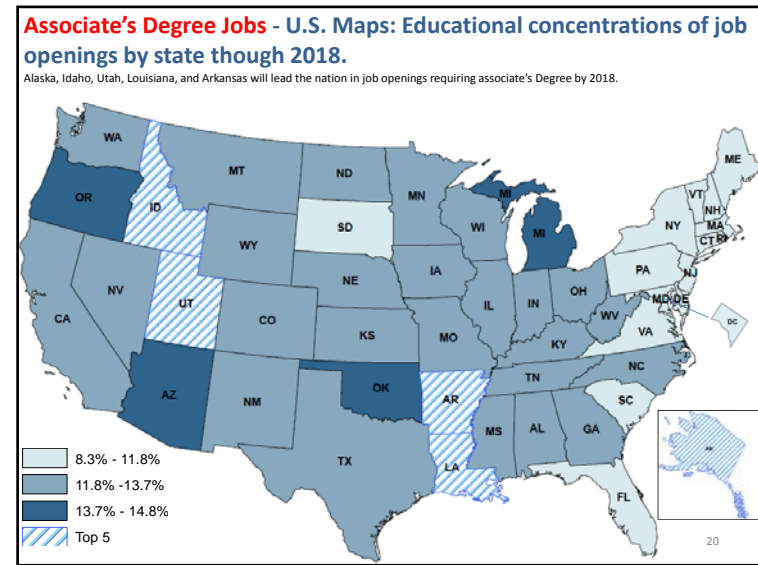 Associate's Degree Jobs - U.S. Maps: Educational concentrations of job
openings by state though 2018.
Alaska, Idaho, Utah, Louisiana, and Arkansas will lead the nation in job openings requiring associate's Degree by 2018.
WA
MT
ND
MN
ME
OR
ID
SD
WI
MI
MI
VT
NH
NY
MA
CT
RI
WY
NE
IA
PA
NJ
NV
UT
CO
IL
IN
OH
MD
DE
DC
CA
KS
MO
WV
VA
KY
AZ
NM
OK
AR
TN
NC
SC
TX
LA
MS
AL
GA
FL
AK
8.3% - 11.8%
11.8% -13.7%
13.7% - 14.8%
Top 5
20